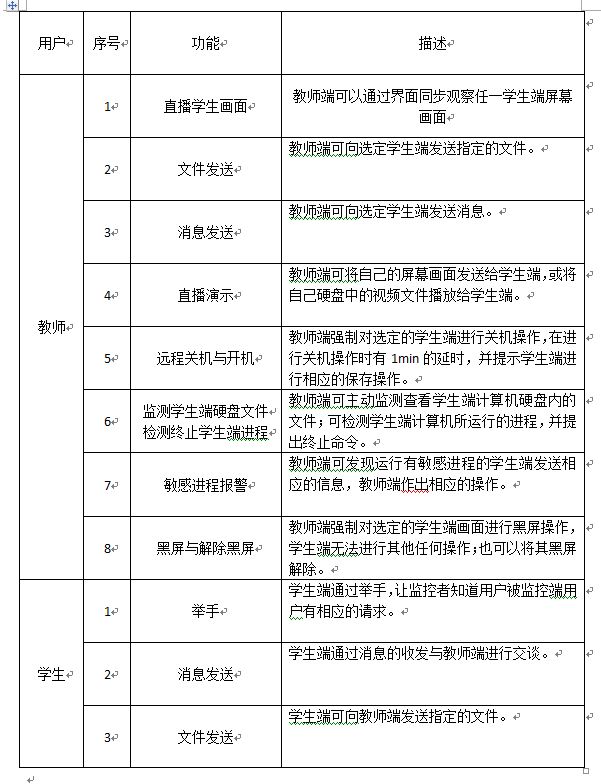 用户 序号 功能 描述
教师
1 直播学生画面 教师端可以通过界面同步观察任一学生端屏幕
画面
2 文件发送 教师端可向选定学生端发送指定的文件。
3 消息发送 教师端可向选定学生端发送消息。
4 直播演示 教师端可将自己的屏幕画面发送给学生端,或将
自己硬盘中的视频文件播放给学生端。
5 远程关机与开机 教师端强制对选定的学生端进行关机操作,在进
行关机操作时有 1min 的延时，并提示学生端进
行相应的保存操作。
6 监测学生端硬盘文件 教师端可主动监测查看学生端计算机硬盘内的
检测终止学生端进程 文件;可检测学生端计算机所运行的进程，并提
出终止命令。
7 敏感进程报警 教师端可发现运行有敏感进程的学生端发送相
应的信息，教师端作出相应的操作。
8 黑屏与解除黑屏 教师端强制对选定的学生端画面进行黑屏操作，
学生端无法进行其他任何操作;也可以将其黑屏
解除。
学生
1 举手 学生端通过举手,让监控者知道用户被监控端用
户有相应的请求。
2 消息发送 学生端通过消息的收发与教师端进行交谈。
3 文件发送 学生端可向教师端发送指定的文件。